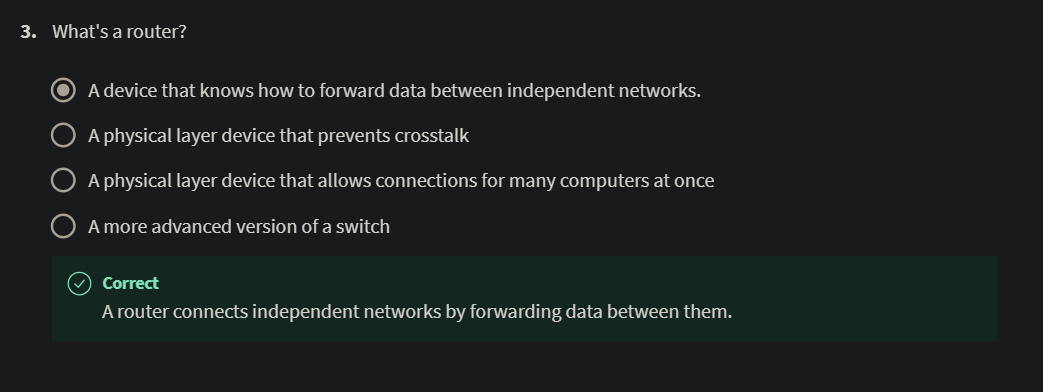 3. What's a router?
A device that knows how to forward data between independent networks.
A physical layer device that prevents crosstalk
A physical layer device that allows connections for many computers at once
A more advanced version of a switch
Correct
A router connects independent networks by forwarding data between them.